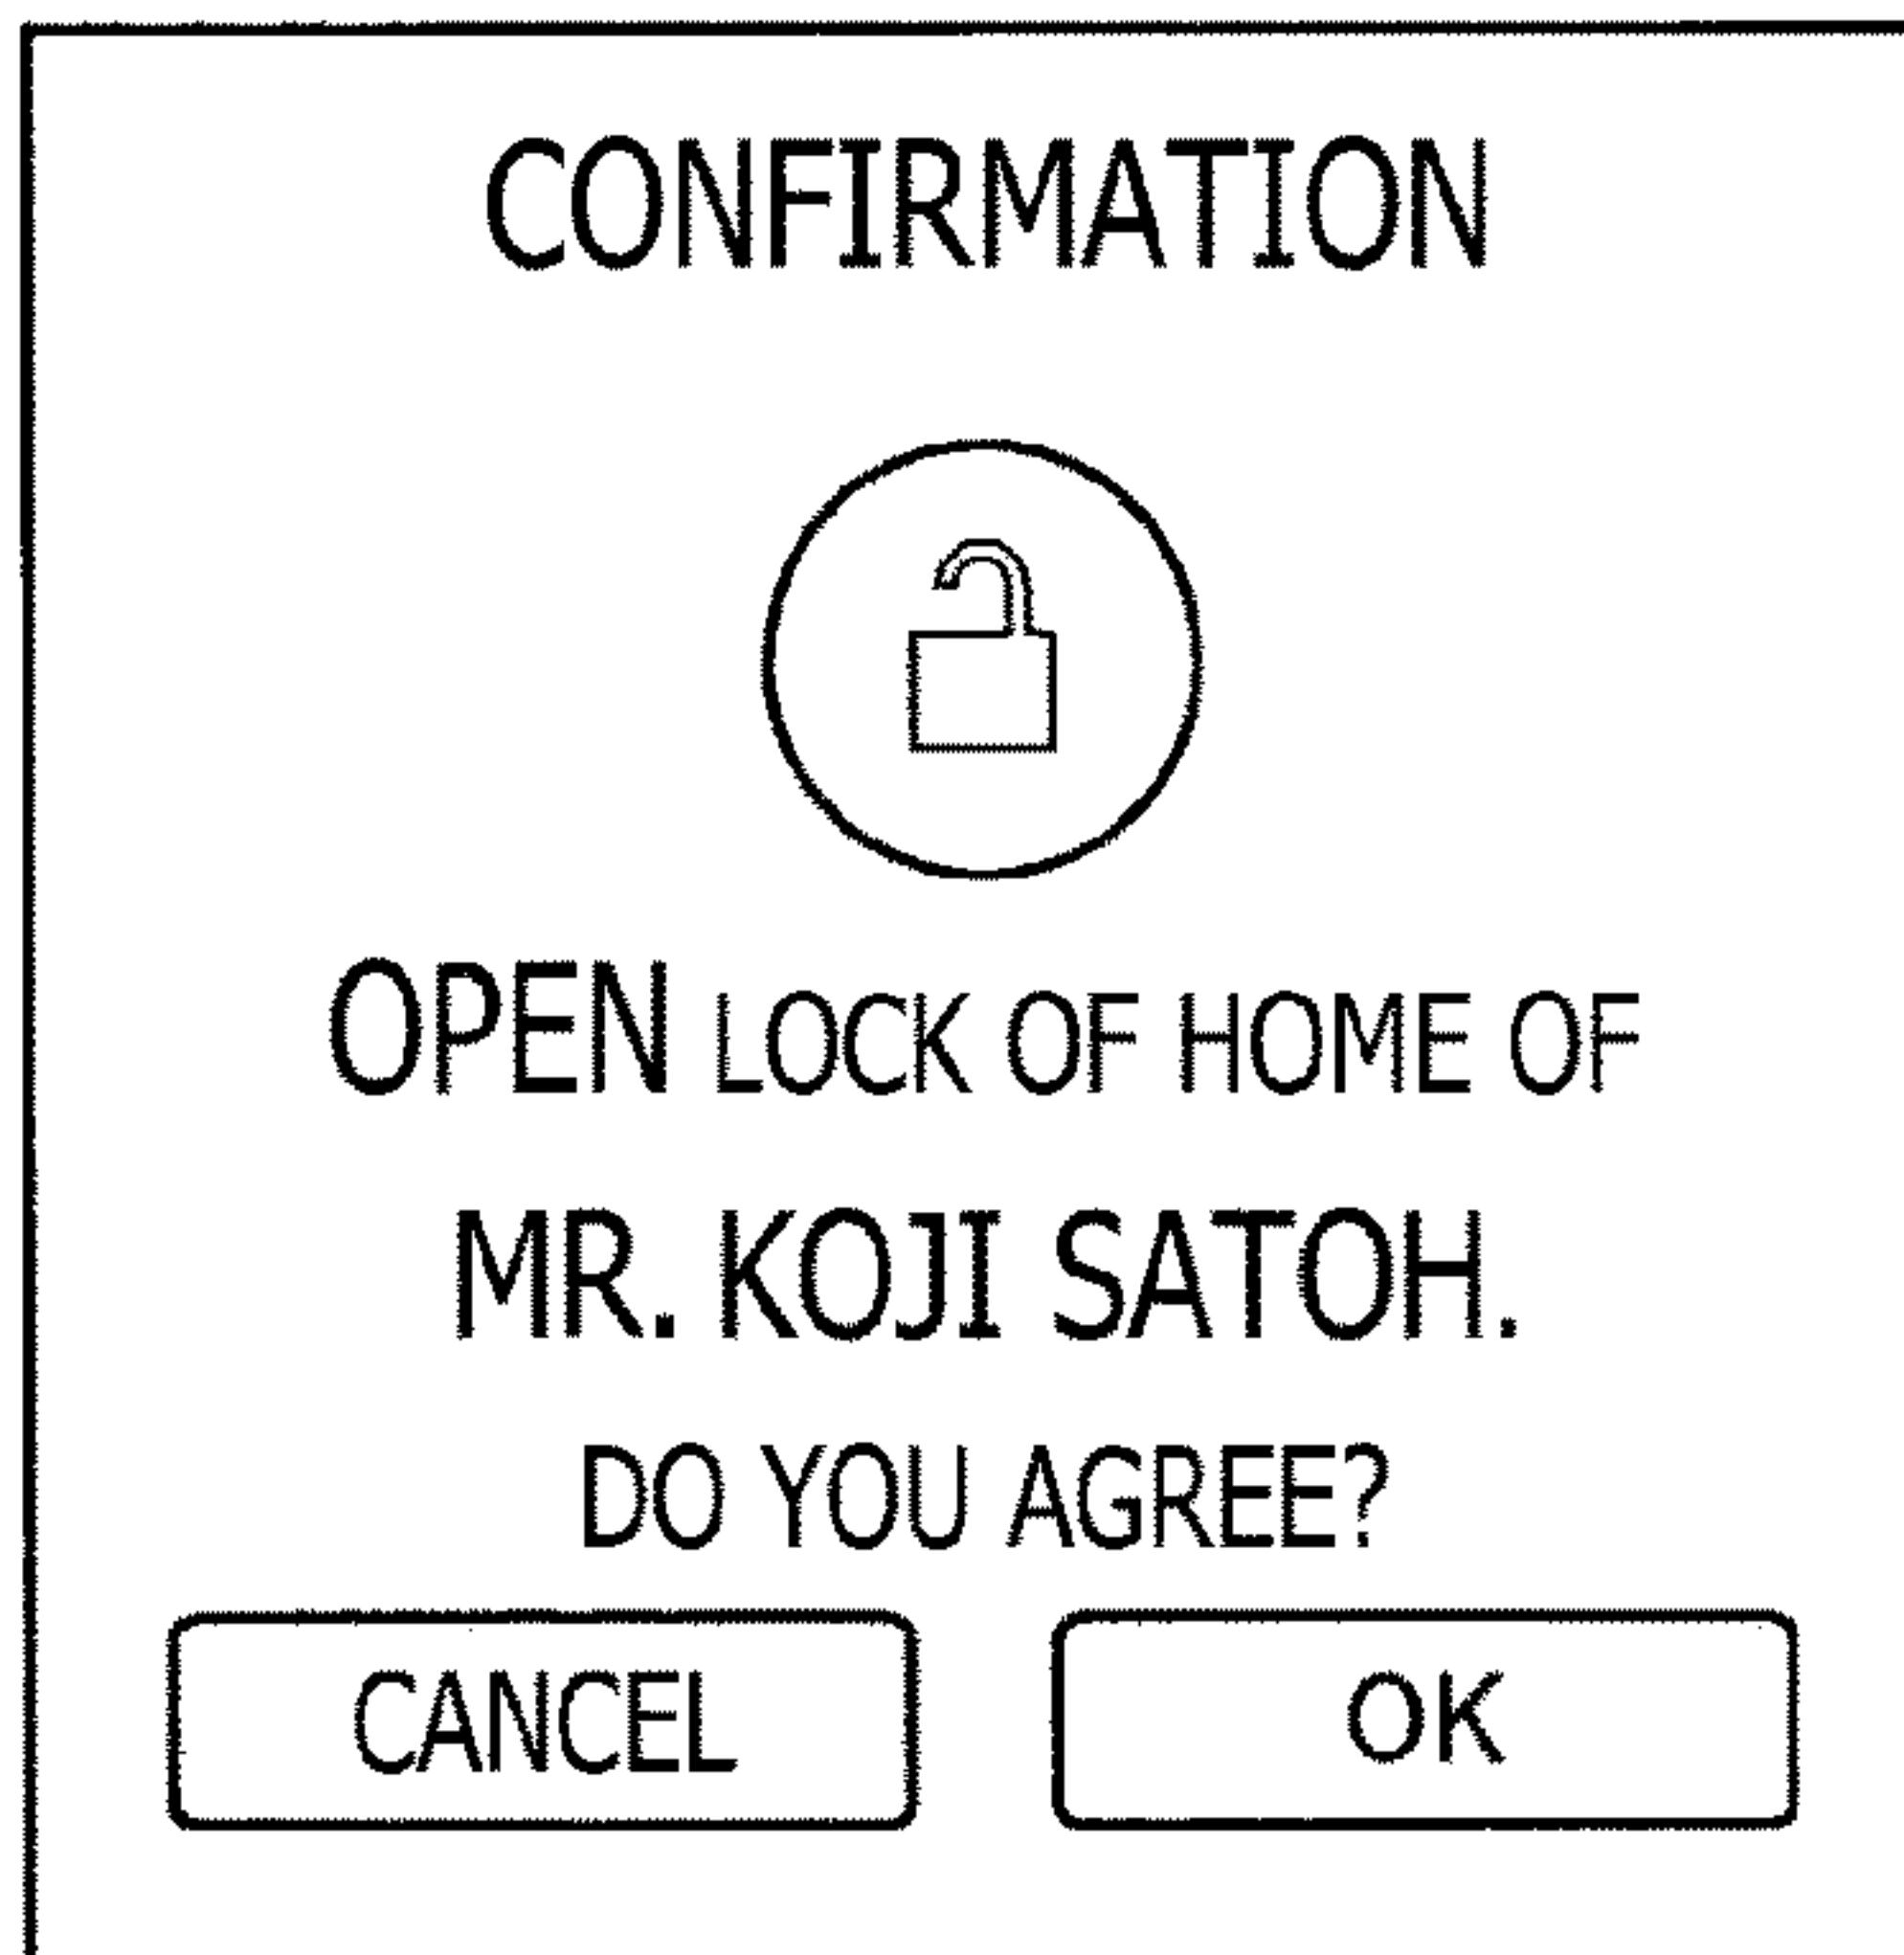 CONFIRMATION
OPEN LOCK OF HOME OF
MR. KOJI SATOH.
DO YOU AGREE?
CANCEL
OK